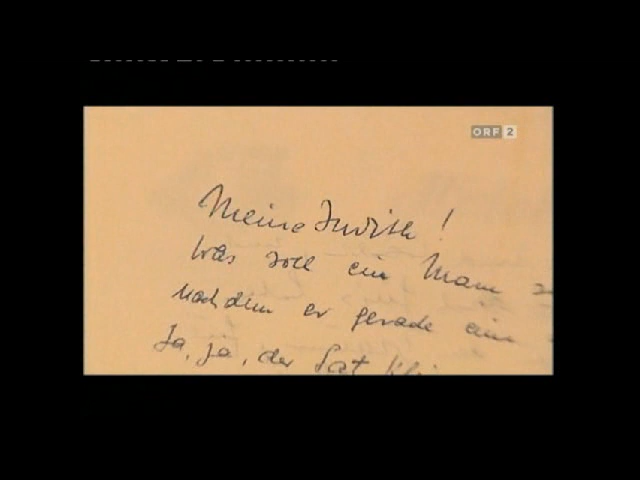 ORF 2
Meine Judith!
Was soll ein Mann
nachdem er gerade ein
Ja, ja, der Satz